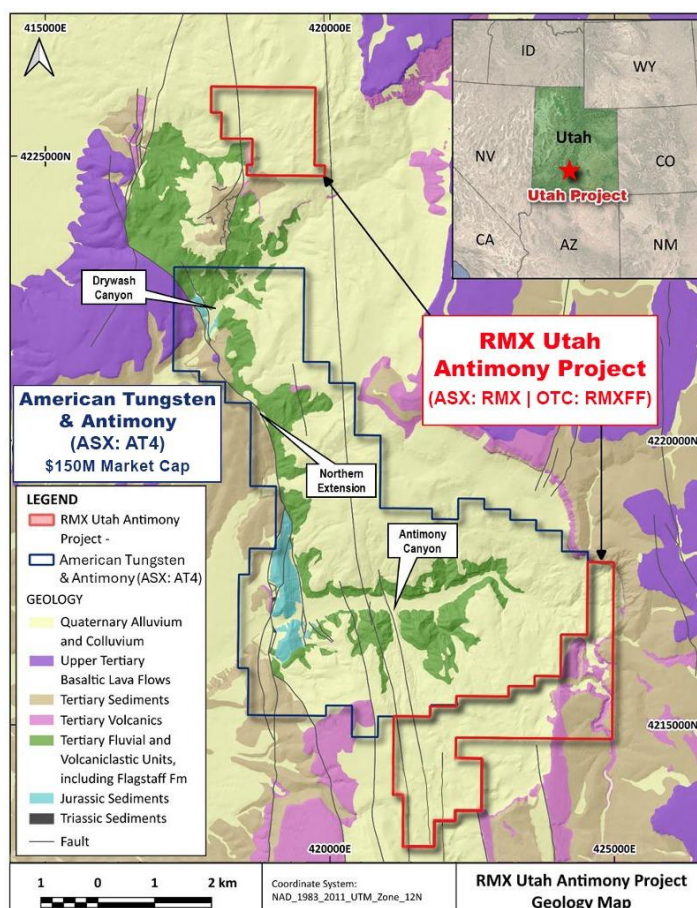 415000E
420000E
4225000N
ID
WY
NV
Utah
CO
Utah Project
CA
AZ
NM
Drywash
Canyon
RMX Utah
Antimony Project
(ASX: RMX | OTC: RMXFF)
American Tungsten
& Antimony
(ASX: AT4)
$150M Market Cap
4220000N
Northern
Extension
Antimony
Canyon
LEGEND
RMX Utah Antimony
Project -
American Tungsten
& Antimony (ASX: AT4)
GEOLOGY
Quaternary Alluvium
and Colluvium
Upper Tertiary
Basaltic Lava Flows
Tertiary Sediments
Tertiary Volcanics
Tertiary Fluvial and
Volcaniclastic Units,
including Flagstaff Fm
Jurassic Sediments
Triassic Sediments
Fault
4215000N
420000E
425000E
1 0 1 2 km
Coordinate System:
NAD_1983_2011_UTM_Zone_12N
RMX Utah Antimony Project
Geology Map